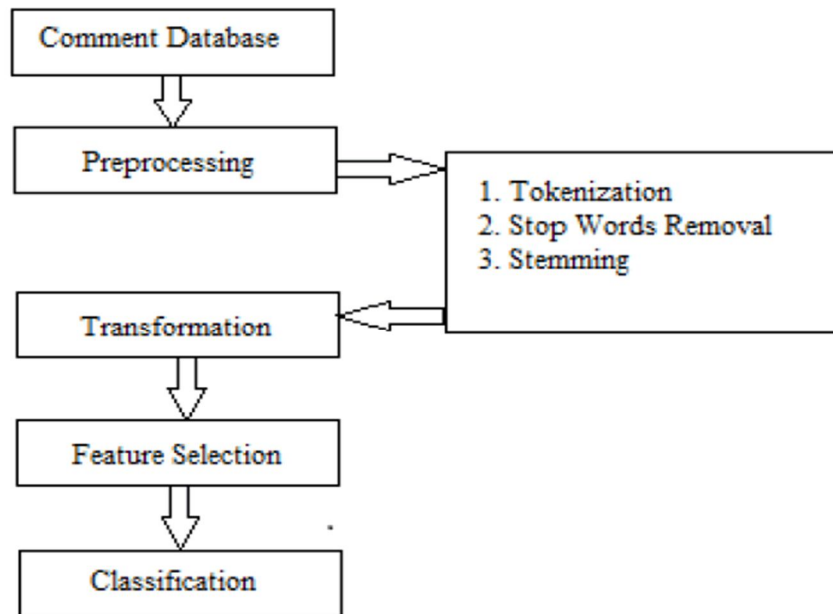 Comment Database
Preprocessing
1. Tokenization
2. Stop Words Removal
3. Stemming
Transformation
Feature Selection
Classification